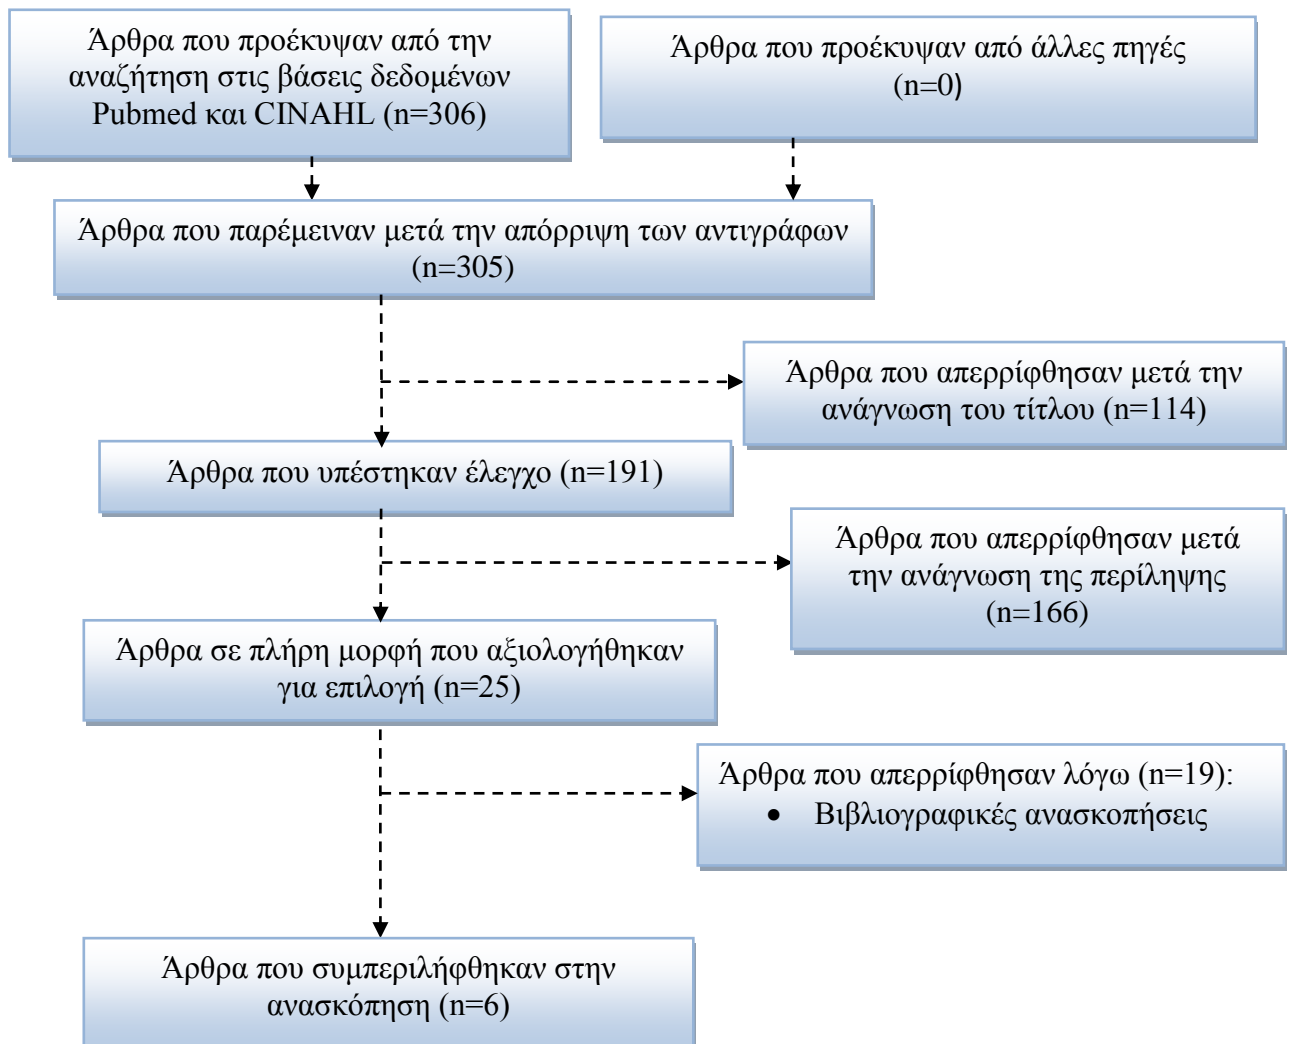 Άρθρα που προέκυψαν από την
αναζήτηση στις βάσεις δεδομένων
Pubmed και CINAHL (n=306)
Άρθρα που προέκυψαν από άλλες πηγές
(n=0)
Άρθρα που παρέμειναν μετά την απόρριψη των αντιγράφων
(n=305)
Άρθρα που απερρίφθησαν μετά την
ανάγνωση του τίτλου (n=114)
Άρθρα που υπέστηκαν έλεγχο (n=191)
Άρθρα που απερρίφθησαν μετά
την ανάγνωση της περίληψης
(n=166)
Άρθρα σε πλήρη μορφή που αξιολογήθηκαν
για επιλογή (n=25)
Άρθρα που απερρίφθησαν λόγω (n=19):
• Βιβλιογραφικές ανασκοπήσεις
Άρθρα που συμπεριλήφθηκαν στην
ανασκόπηση (n=6)